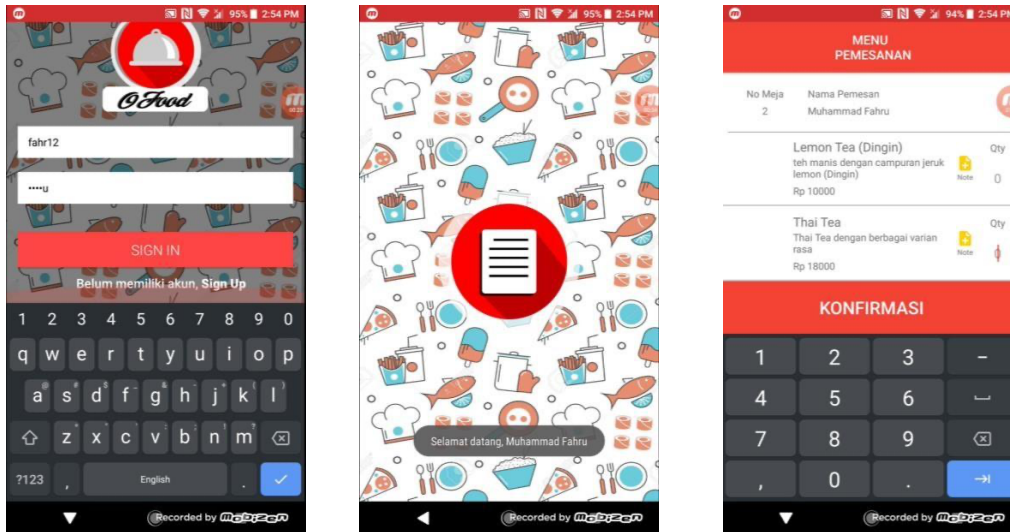 95% 2:54 PM
OFood
fahr12
••••u
SIGN IN
Belum memiliki akun, Sign Up
1 2 3 4 5 6 7 8 9 0
q w e r t y u i o p
a s d f g h j k l
z x c v b n m
?123 , English .
Recorded by Mobizen
95% 2:54 PM
Selamat datang, Muhammad Fahru
Recorded by Mobizen
94% 2:54 PM
MENU
PEMESANAN
No Meja Nama Pemesan
2 Muhammad Fahru
Lemon Tea (Dingin) Qty
teh manis dengan campuran jeruk
lemon (Dingin) Note 0
Rp 10000
Thai Tea Qty
Thai Tea dengan berbagai varian
rasa Note
Rp 18000
KONFIRMASI
1 2 3 -
4 5 6
7 8 9
, 0 .
Recorded by Mobizen